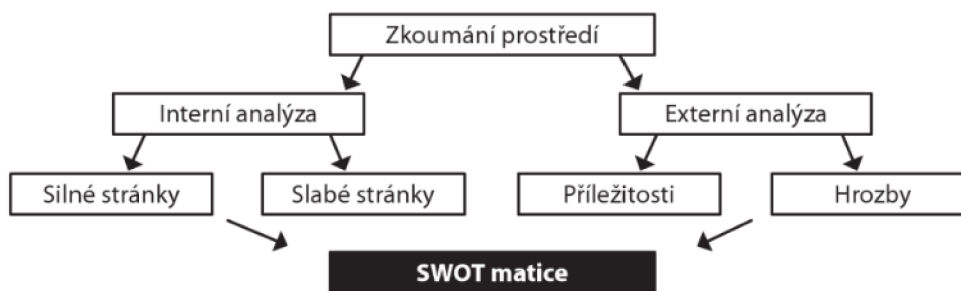 Zkoumání prostředí
Interní analýza
Externí analýza
Silné stránky
Slabé stránky
Příležitosti
Hrozby
SWOT matice